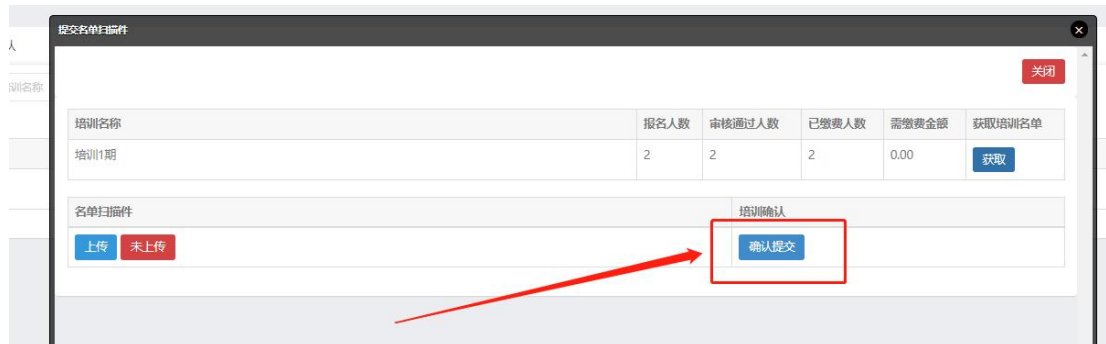 提交名单扫描件
人
训名称
关闭
培训名称 报名人数 审核通过人数 已缴费人数 需缴费金额 获取培训名单
培训1期 2 2 2 0.00 获取
名单扫描件 培训确认
上传 未上传 确认提交